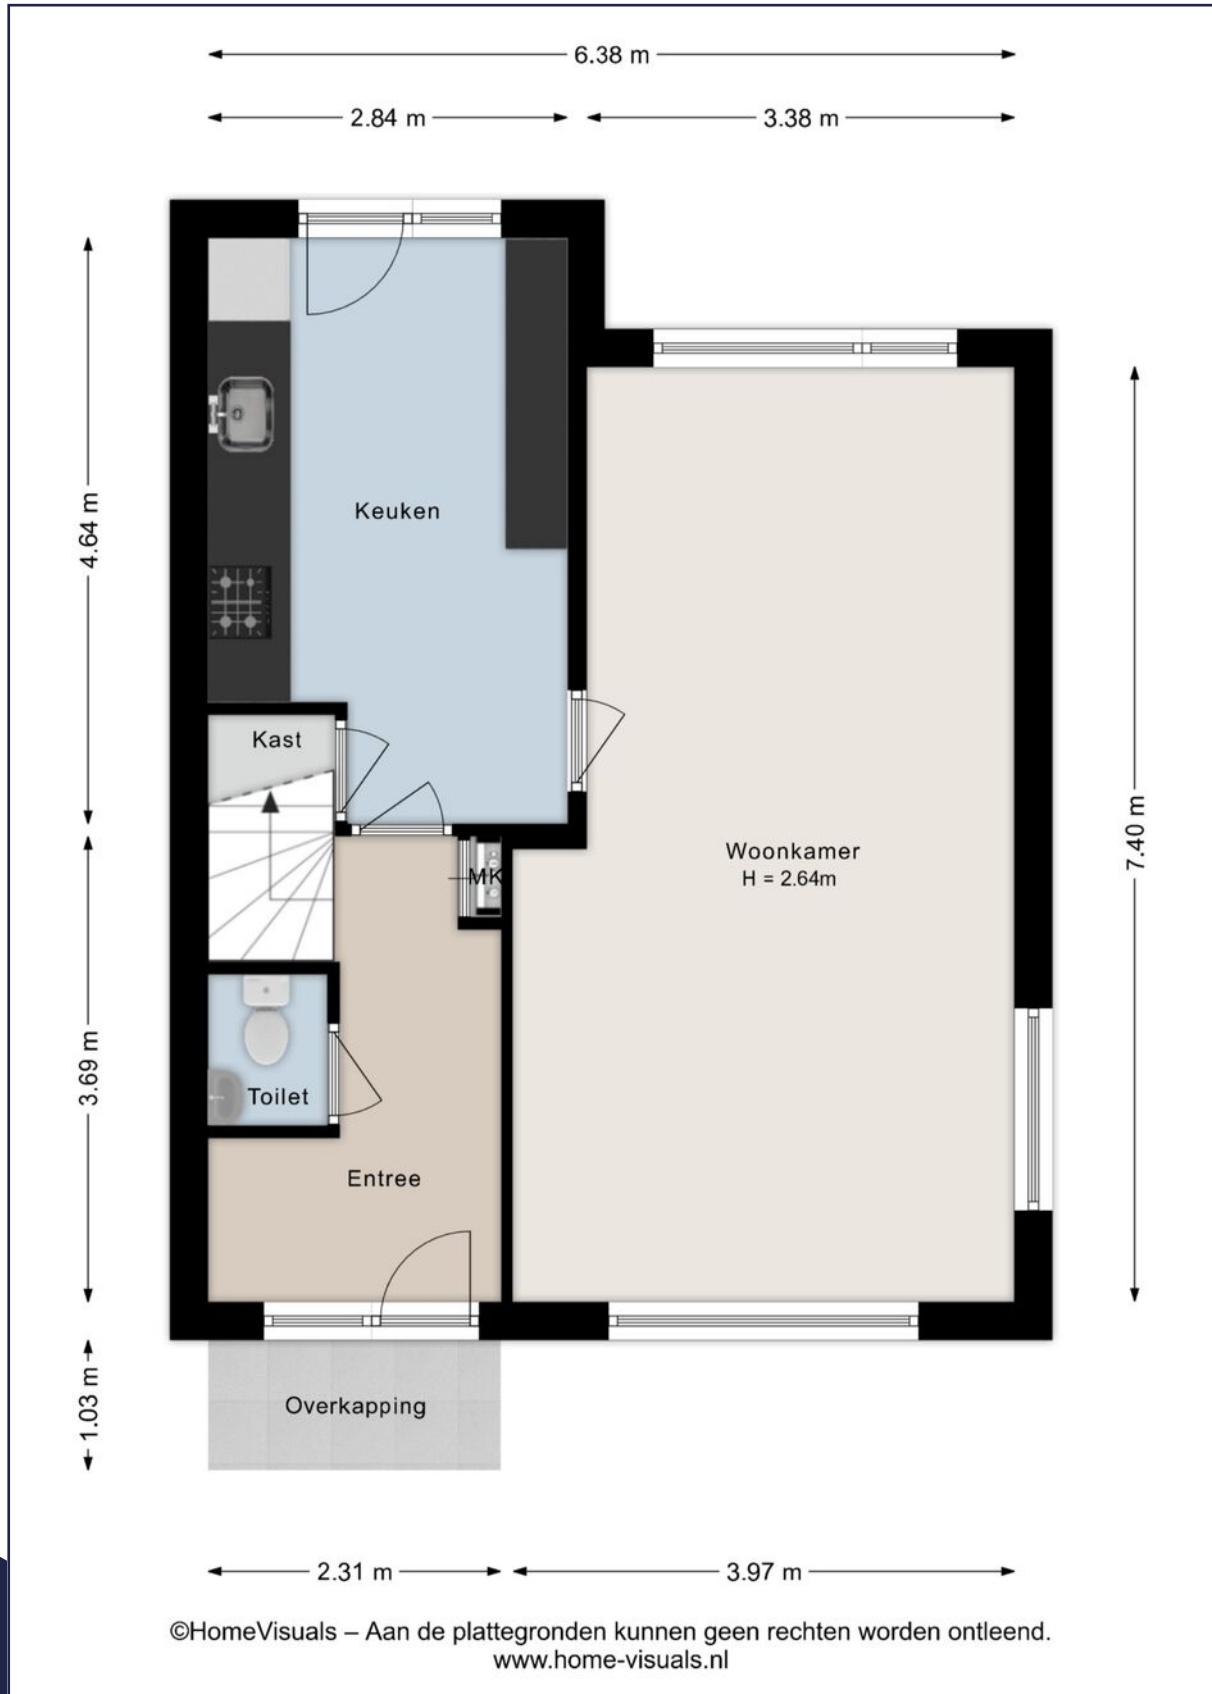 6.38 m
2.84 m
3.38 m
4.64 m
Keuken
Kast
7.40 m
Woonkamer
H = 2.64m
MK
3.69 m
Toilet
Entree
1.03 m
Overkapping
2.31 m
3.97 m
©HomeVisuals – Aan de plattegronden kunnen geen rechten worden ontleend.
www.home-visuals.nl